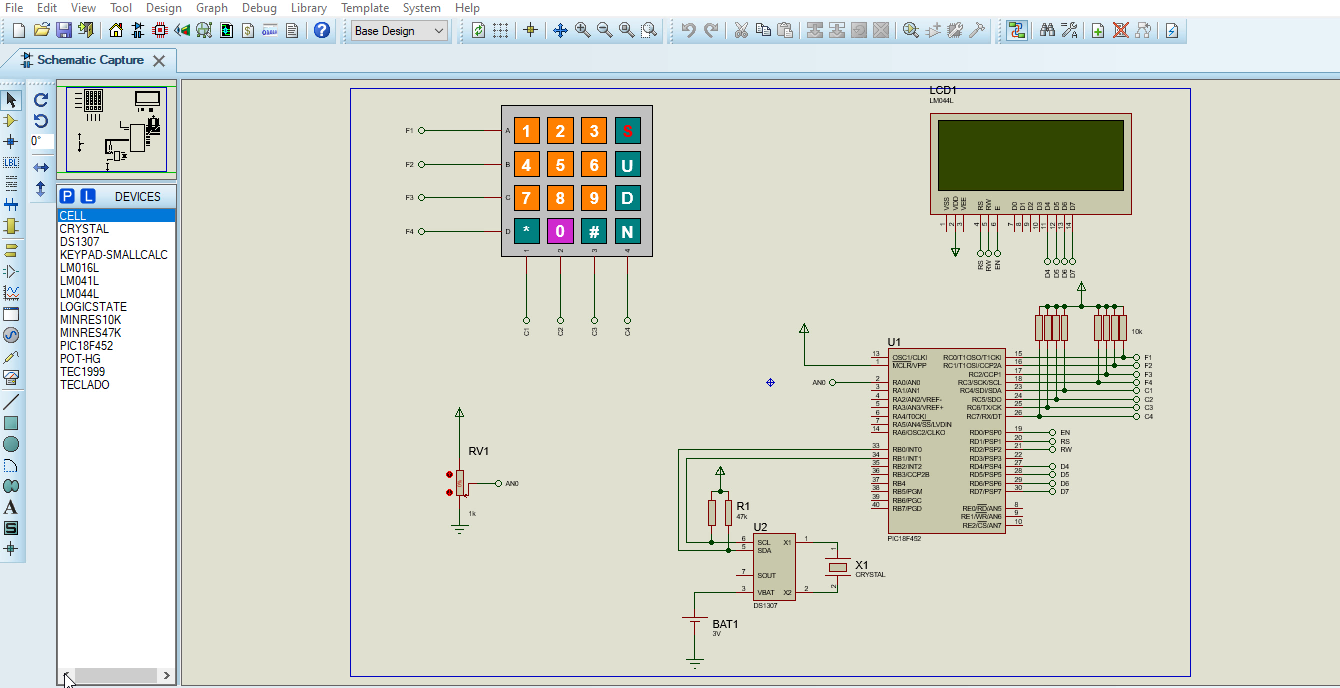 File Edit View Tool Design Graph Debug Library Template System Help
Base Design
Schematic Capture
0°
LBL
A
S
P L DEVICES
CELL
CRYSTAL
DS1307
KEYPAD-SMALLCALC
LM016L
LM041L
LM044L
LOGICSTATE
MINRES10K
MINRES47K
PIC18F452
POT-HG
TEC1999
TECLADO
F1
F2
F3
F4
A 1 2 3 S
B 4 5 6 U
C 7 8 9 D
D * 0 # N
1 2 3 4
C1 C2 C3 C4
LCD1
LM044L
VSS VDD VEE RS RW E D0 D1 D2 D3 D4 D5 D6 D7
1 2 3 4 5 6 7 8 9 10 11 12 13 14
RS RW EN D4 D5 D6 D7
10k
U1
13 OSC1/CLKI RC0/T1OSO/T1CKI 15 F1
1 MCLR/VPP RC1/T1OSI/CCP2A 16 F2
RC2/CCP1 17 F3
AN0 2 RA0/AN0 RC3/SCK/SCL 18 F4
3 RA1/AN1 RC4/SDI/SDA 23 C1
4 RA2/AN2/VREF- RC5/SDO 24 C2
5 RA3/AN3/VREF+ RC6/TX/CK 25 C3
6 RA4/T0CKI RC7/RX/DT 26 C4
7 RA5/AN4/SS/LVDIN
14 RA6/OSC2/CLKO RD0/PSP0 19 EN
RD1/PSP1 20 RS
33 RB0/INT0 RD2/PSP2 21 RW
34 RB1/INT1 RD3/PSP3 22
35 RB2/INT2 RD4/PSP4 27 D4
36 RB3/CCP2B RD5/PSP5 28 D5
37 RB4 RD6/PSP6 29 D6
38 RB5/PGM RD7/PSP7 30 D7
39 RB6/PGC
40 RB7/PGD RE0/RD/AN5 8
RE1/WR/AN6 9
RE2/CS/AN7 10
PIC18F452
RV1
AN0
1k
R1
47k
U2
6 SCL X1 1
5 SDA
7 SOUT
3 VBAT X2 2
DS1307
1
X1
CRYSTAL
2
BAT1
3V